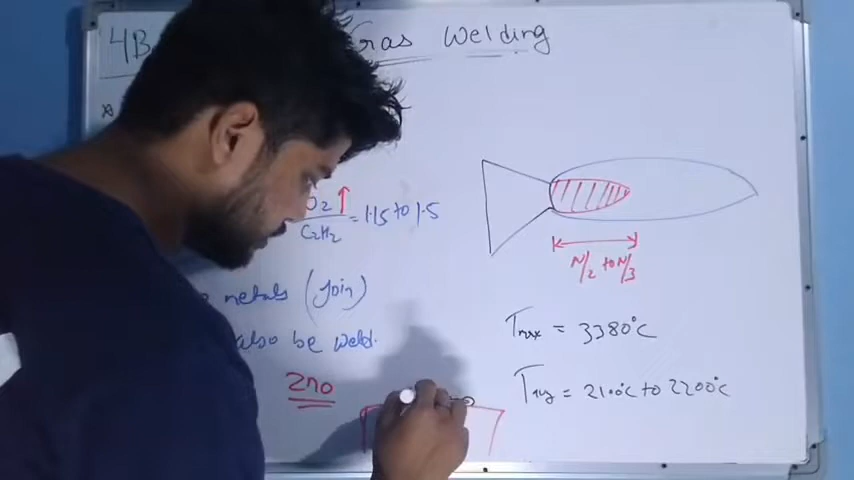 4B
Gas Welding
O2 / C2H2 = 1.15 to 1.5
metals (Join)
also be weld.
ZnO
N/2 to N/3
Tmax = 3380°C
Tavg = 2100°C to 2200°C